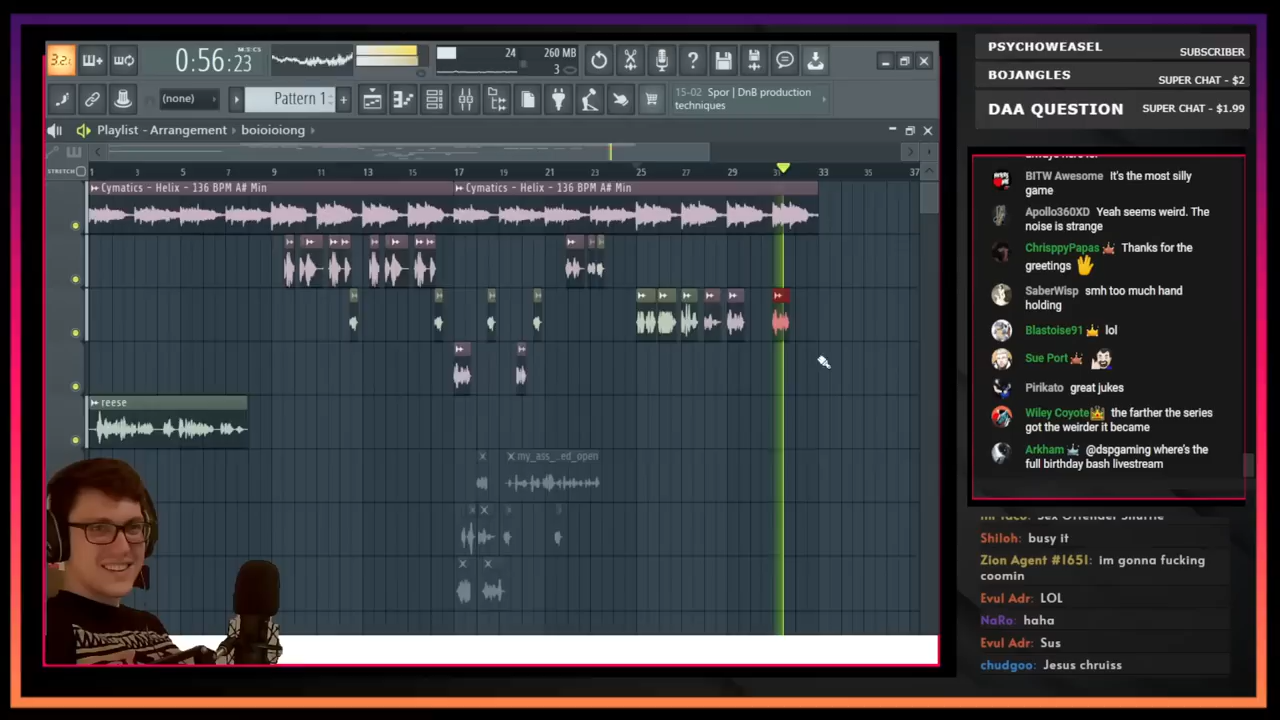 3.2
0:56:23
M:S:CS
24
260 MB
3
(none)
Pattern 1
15-02 Spor | DnB production
techniques
Playlist - Arrangement
boioioiong
STRETCH
1 3 5 7 9 11 13 15 17 19 21 23 25 27 29 31 33 35 37
Cymatics - Helix - 136 BPM A# Min
Cymatics - Helix - 136 BPM A# Min
reese
my_ass_...ed_open
PSYCHOWEASEL
SUBSCRIBER
BOJANGLES
SUPER CHAT - $2
DAA QUESTION
SUPER CHAT - $1.99
BITW Awesome It's the most silly
game
Apollo360XD Yeah seems weird. The
noise is strange
ChrisppyPapas Thanks for the
greetings
SaberWisp smh too much hand
holding
Blastoise91 lol
Sue Port
Pirikato great jukes
Wiley Coyote the farther the series
got the weirder it became
Arkham @dspgaming where's the
full birthday bash livestream
Shiloh: busy it
Zion Agent #1651: im gonna fucking
coomin
Evul Adr: LOL
NaRo: haha
Evul Adr: Sus
chudgoo: Jesus chruiss